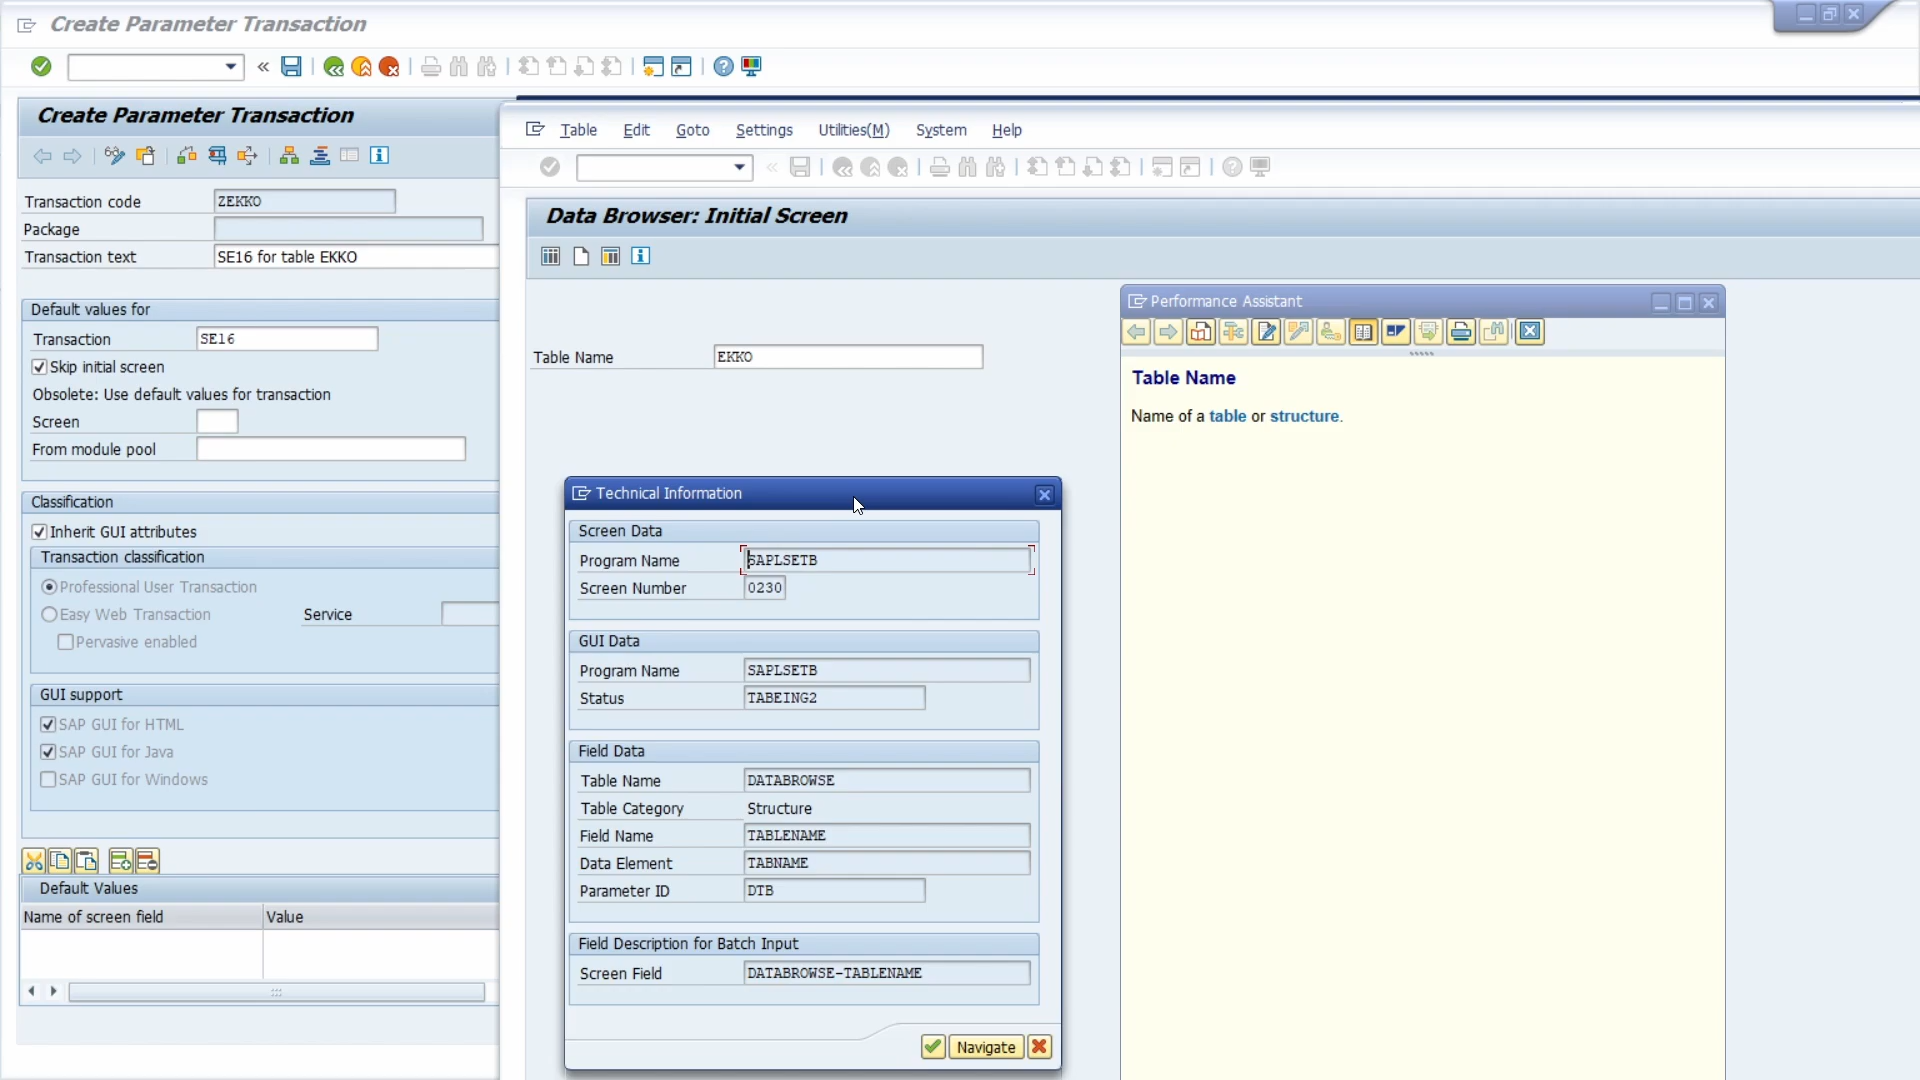 Create Parameter Transaction
Create Parameter Transaction
Transaction code ZEKKO
Package
Transaction text SE16 for table EKKO
Default values for
Transaction SE16
Skip initial screen
Obsolete: Use default values for transaction
Screen
From module pool
Classification
Inherit GUI attributes
Transaction classification
Professional User Transaction
Easy Web Transaction Service
Pervasive enabled
GUI support
SAP GUI for HTML
SAP GUI for Java
SAP GUI for Windows
Default Values
Name of screen field Value
Table Edit Goto Settings Utilities(M) System Help
Data Browser: Initial Screen
Table Name EKKO
Technical Information
Screen Data
Program Name SAPLSETB
Screen Number 0230
GUI Data
Program Name SAPLSETB
Status TABEING2
Field Data
Table Name DATABROWSE
Table Category Structure
Field Name TABLENAME
Data Element TABNAME
Parameter ID DTB
Field Description for Batch Input
Screen Field DATABROWSE-TABLENAME
Navigate
Performance Assistant
Table Name
Name of a table or structure.